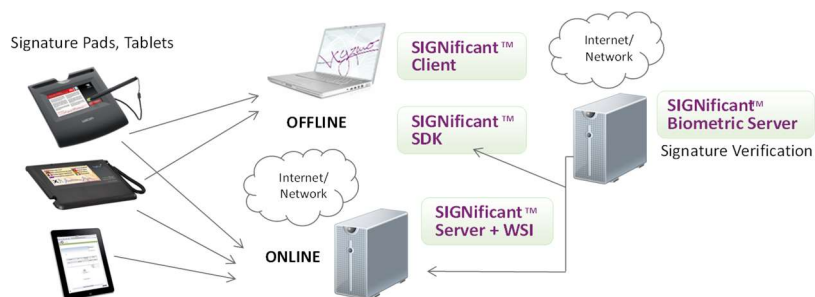 Signature Pads, Tablets
OFFLINE
SIGNificant™
Client
SIGNificant™
SDK
Internet/
Network
SIGNificant™
Biometric Server
Signature Verification
Internet/
Network
ONLINE
SIGNificant™
Server + WSI